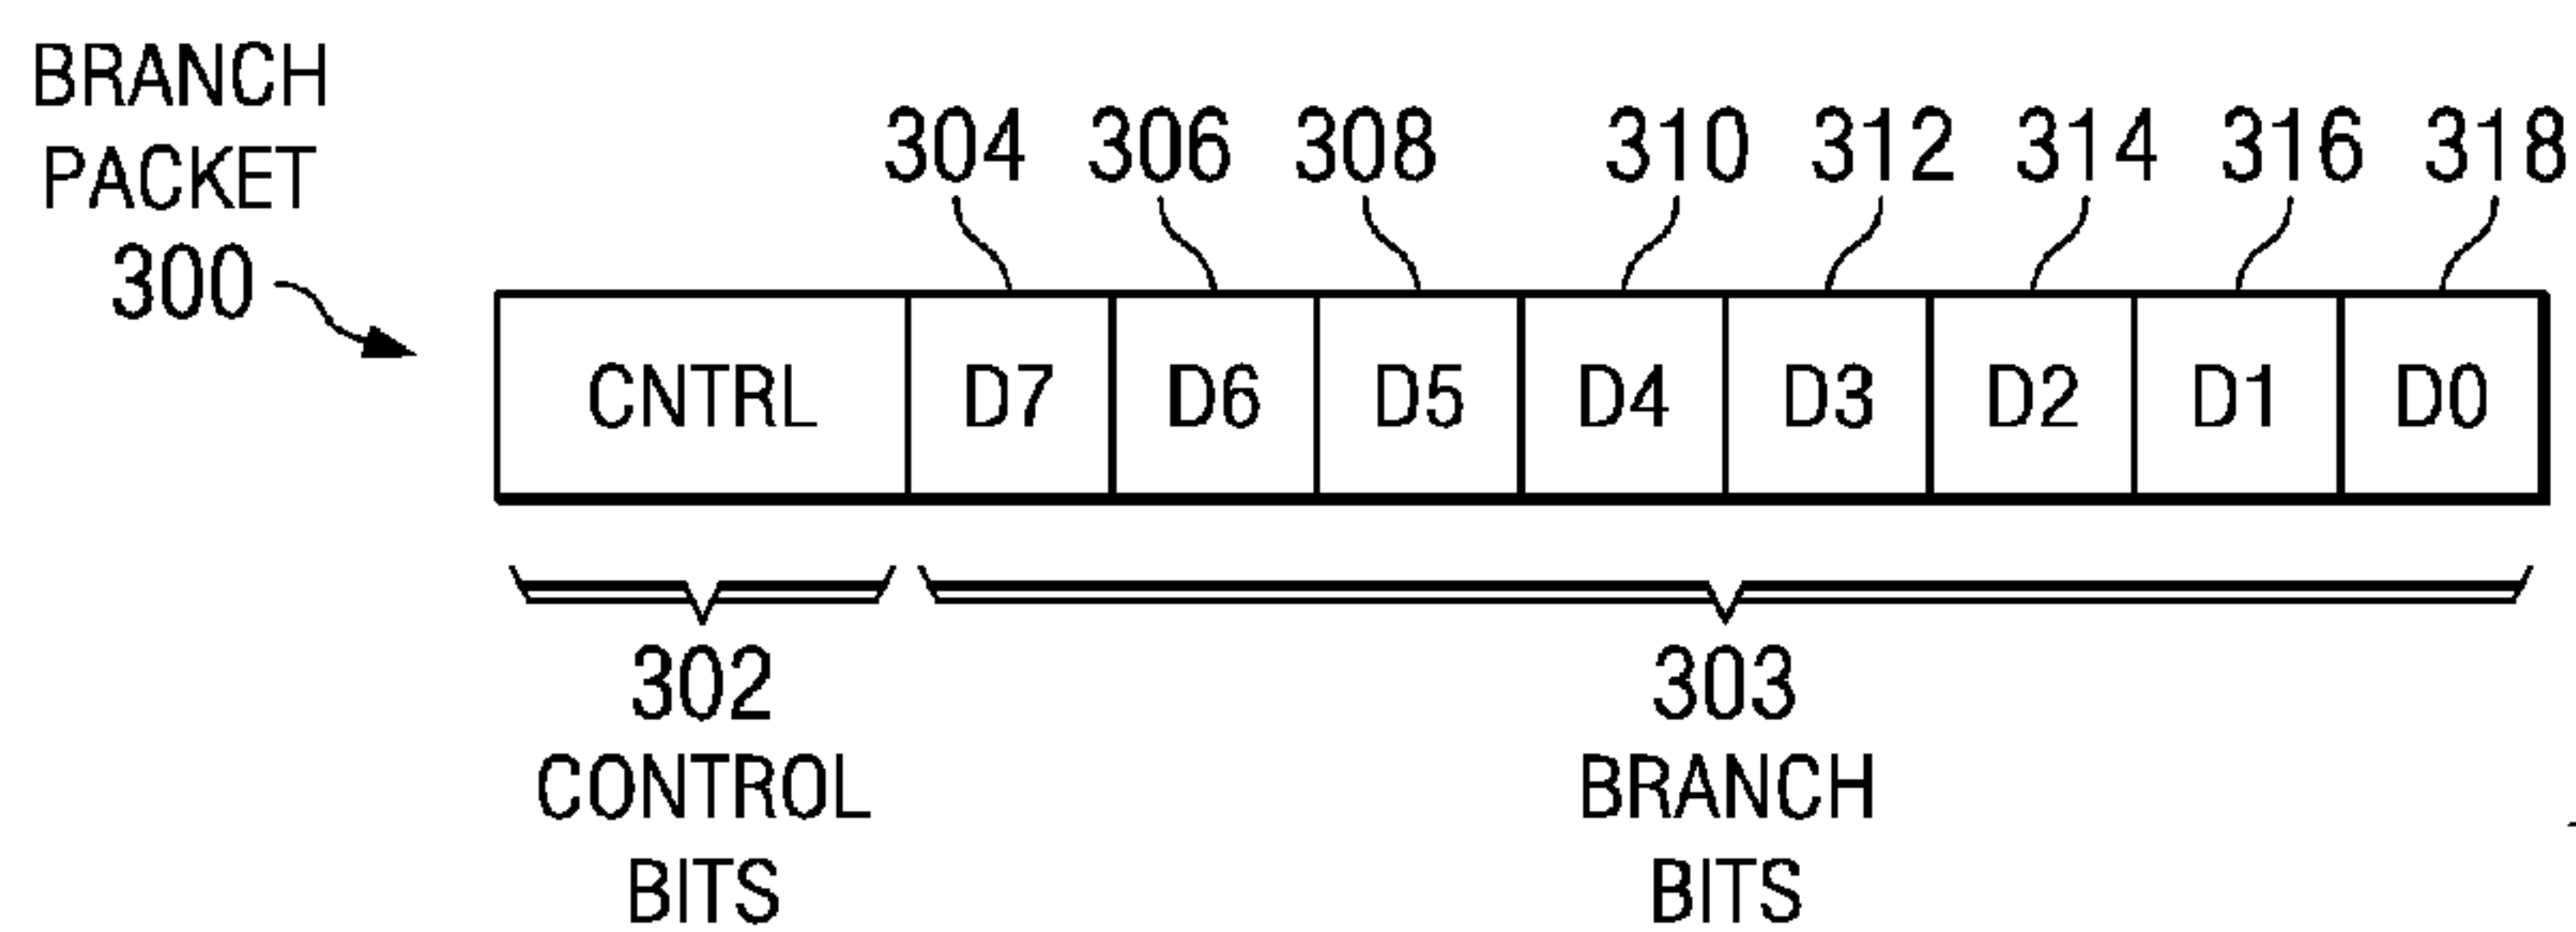 BRANCH
PACKET
300
304 306 308 310 312 314 316 318
CNTRL D7 D6 D5 D4 D3 D2 D1 D0
302
CONTROL
BITS
303
BRANCH
BITS